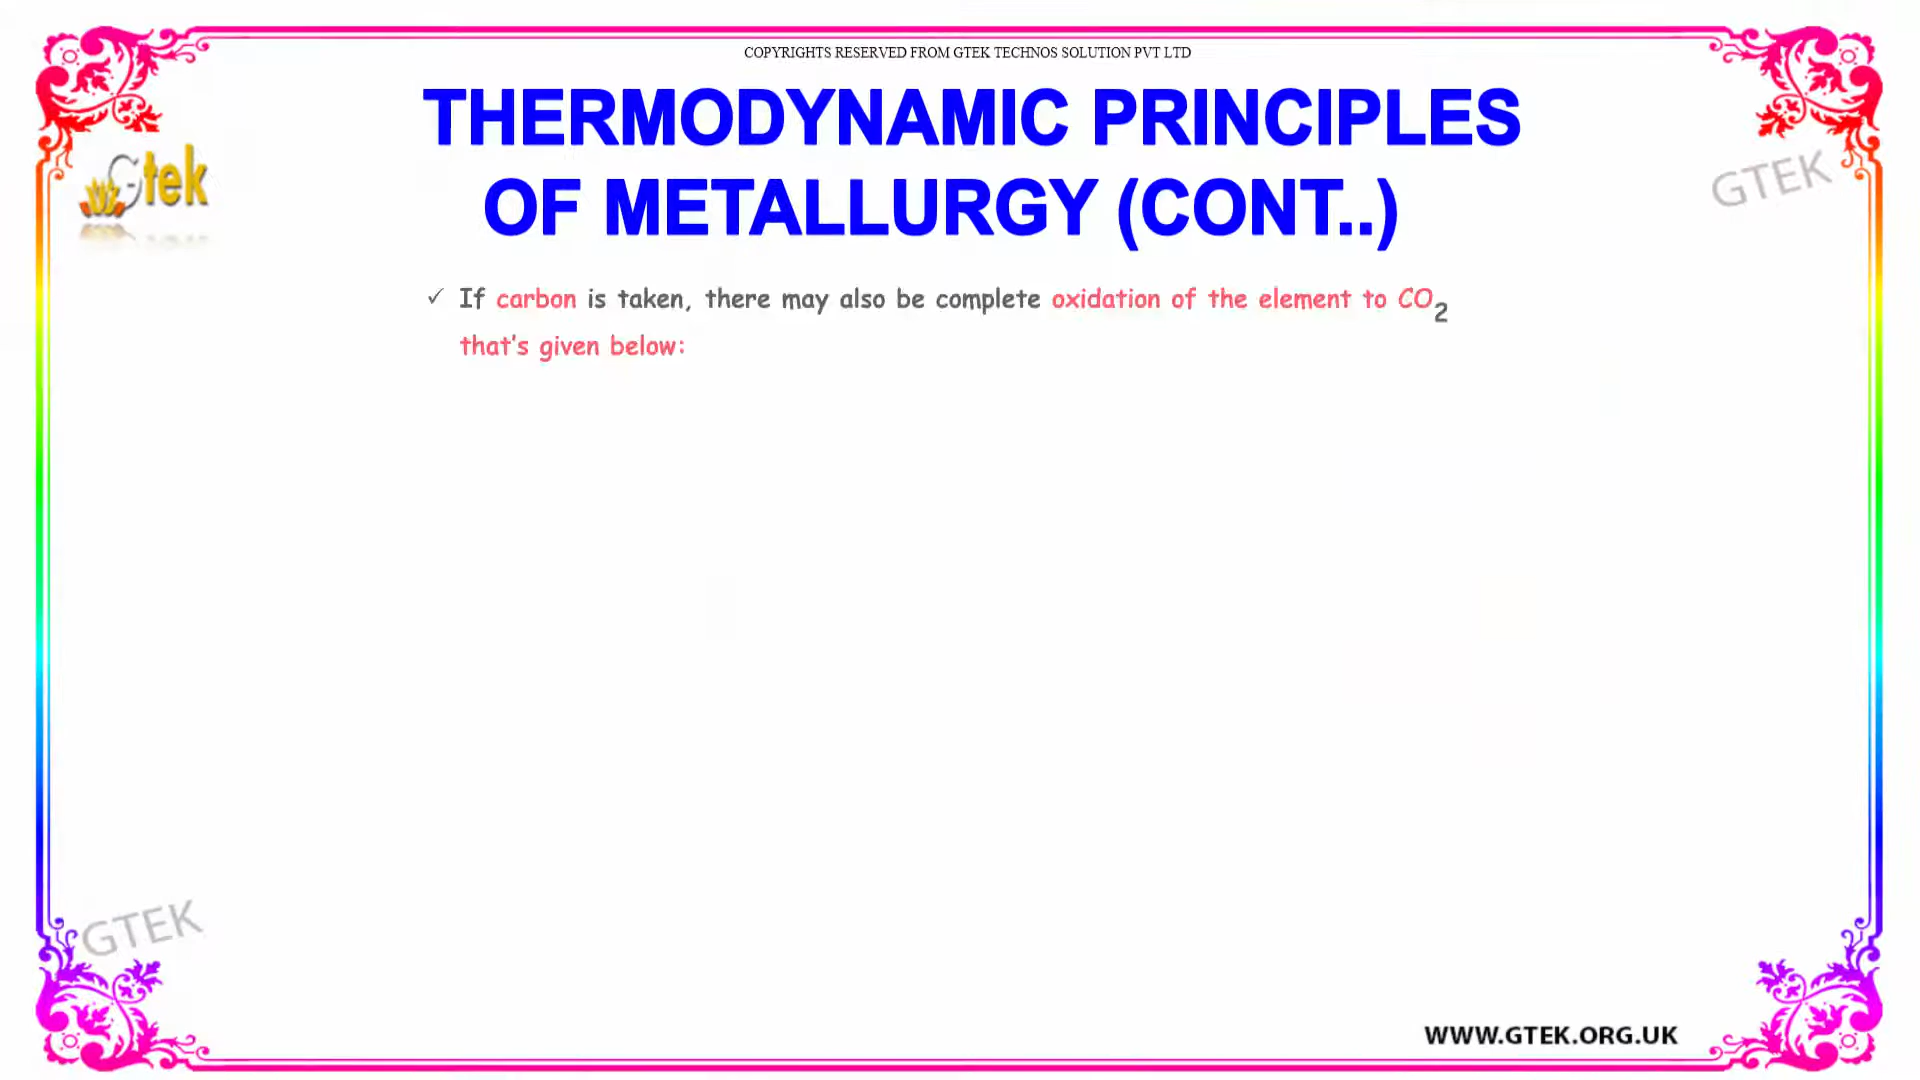 COPYRIGHTS RESERVED FROM GTEK TECHNOS SOLUTION PVT LTD
THERMODYNAMIC PRINCIPLES
OF METALLURGY (CONT..)
Gtek
GTEK
✓ If carbon is taken, there may also be complete oxidation of the element to CO₂
that's given below:
GTEK
WWW.GTEK.ORG.UK